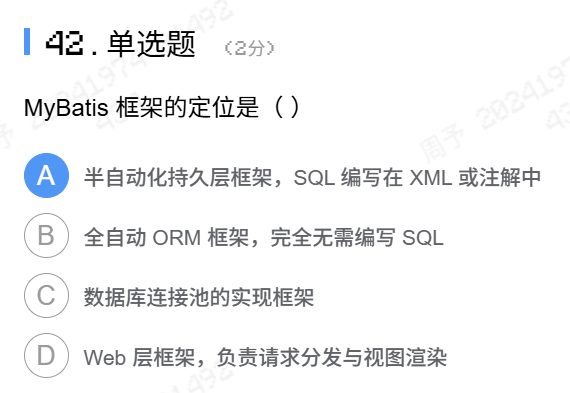 42. 单选题 （2分）
MyBatis 框架的定位是（ ）
A 半自动化持久层框架，SQL 编写在 XML 或注解中
B 全自动 ORM 框架，完全无需编写 SQL
C 数据库连接池的实现框架
D Web 层框架，负责请求分发与视图渲染